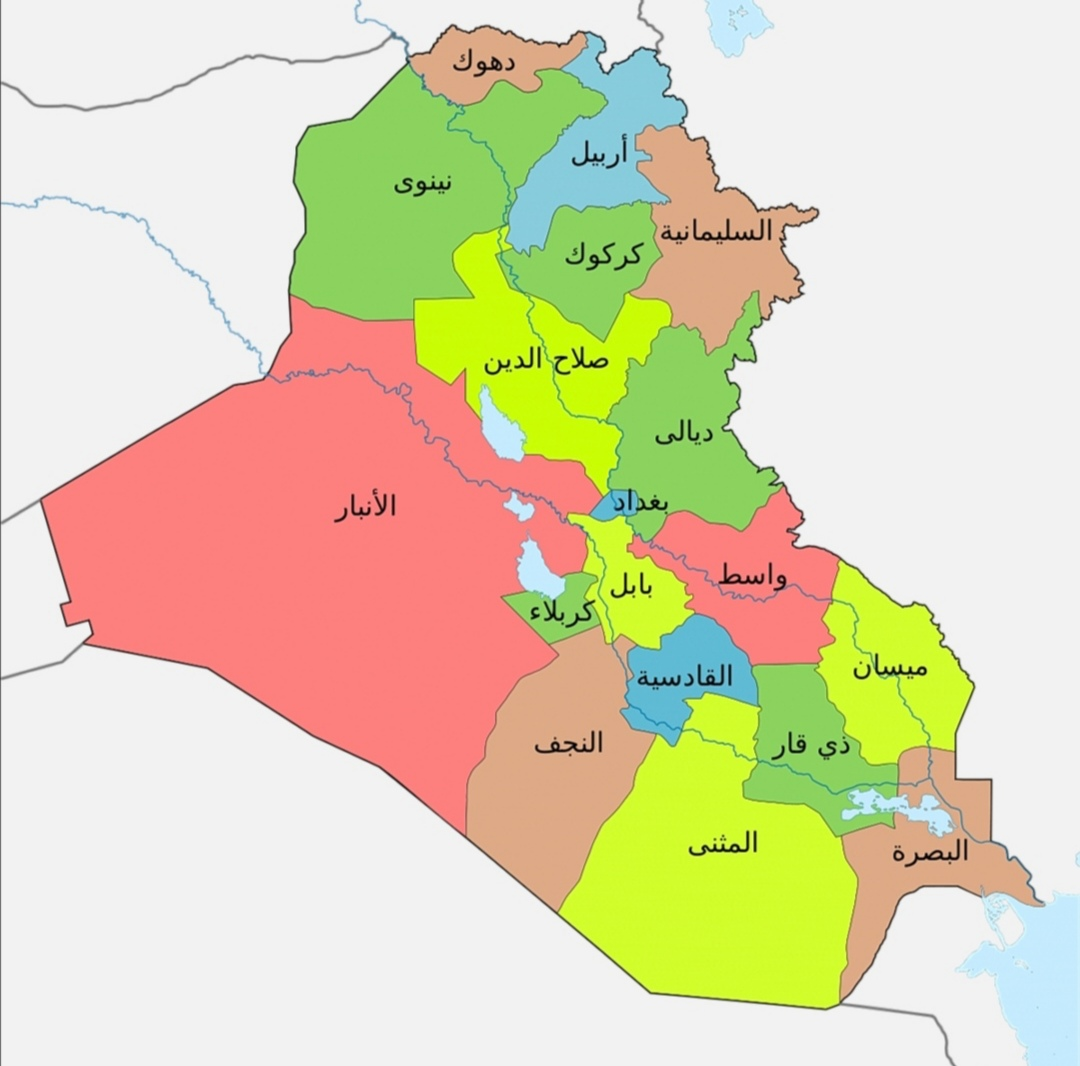 دهوك
أربيل
نينوى
السليمانية
كركوك
صلاح الدين
ديالى
بغداد
الأنبار
واسط
بابل
كربلاء
ميسان
القادسية
النجف
ذي قار
المثنى
البصرة